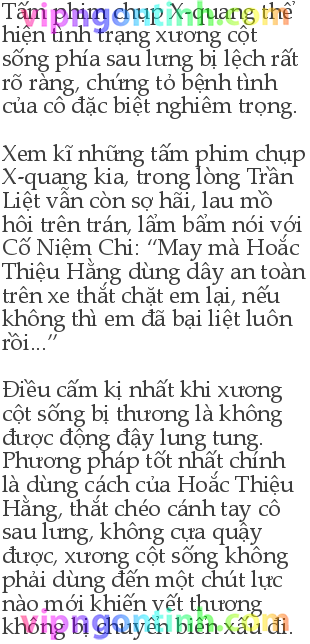 Tấm phim chụp X-quang thể
hiện tình trạng xương cột
sống phía sau lưng bị lệch rất
rõ ràng, chứng tỏ bệnh tình
của cô đặc biệt nghiêm trọng.
Xem kĩ những tấm phim chụp
X-quang kia, trong lòng Trần
Liệt vẫn còn sợ hãi, lau mồ
hôi trên trán, lẩm bẩm nói với
Cố Niệm Chi: “May mà Hoắc
Thiệu Hằng dùng dây an toàn
trên xe thắt chặt em lại, nếu
không thì em đã bại liệt luôn
rồi...”
Điều cấm kị nhất khi xương
cột sống bị thương là không
được động đậy lung tung.
Phương pháp tốt nhất chính
là dùng cách của Hoắc Thiệu
Hằng, thắt chéo cánh tay cô
sau lưng, không cựa quậy
được, xương cột sống không
phải dùng đến một chút lực
nào mới khiến vết thương
không bị chuyển biến xấu đi.
vipngontinh.com
vipngontinh.com